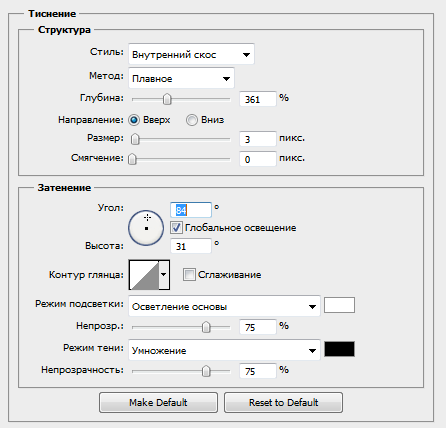 Тиснение
Структура
Стиль: Внутренний скос
Метод: Плавное
Глубина: 361 %
Направление: Вверх Вниз
Размер: 3 пикс.
Смягчение: 0 пикс.
Затенение
Угол: 84 °
Глобальное освещение
Высота: 31 °
Контур глянца: Сглаживание
Режим подсветки: Осветление основы
Непрозр.: 75 %
Режим тени: Умножение
Непрозрачность: 75 %
Make Default Reset to Default